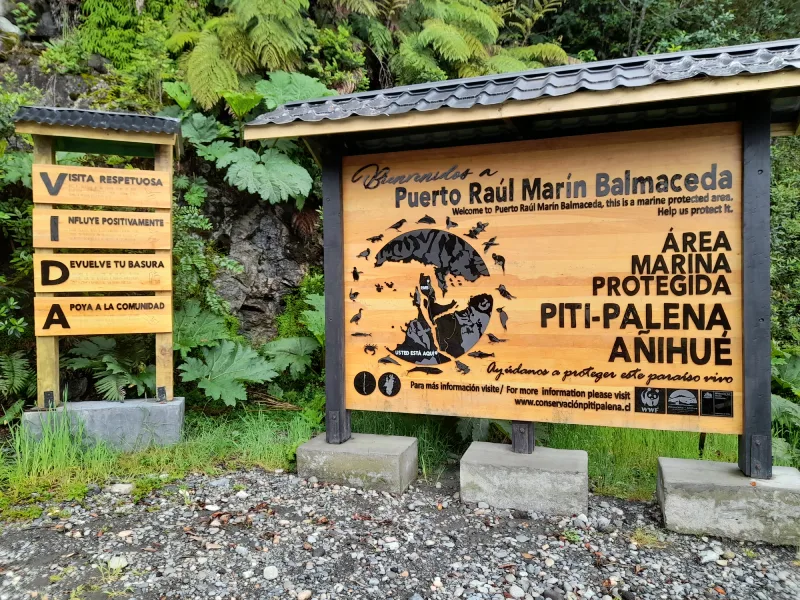 VISITA RESPETUOSA
INFLUYE POSITIVAMENTE
DEVUELVE TU BASURA
APOYA A LA COMUNIDAD
Bienvenidos a
Puerto Raúl Marín Balmaceda
Welcome to Puerto Raúl Marín Balmaceda, this is a marine protected area.
Help us protect it.
ÁREA
MARINA
PROTEGIDA
PITI-PALENA
AÑIHUÉ
USTED ESTÁ AQUÍ
Ayúdanos a proteger este paraíso vivo
Para más información visite/ For more information please visit
www.conservaciónpitipalena.cl
WWF